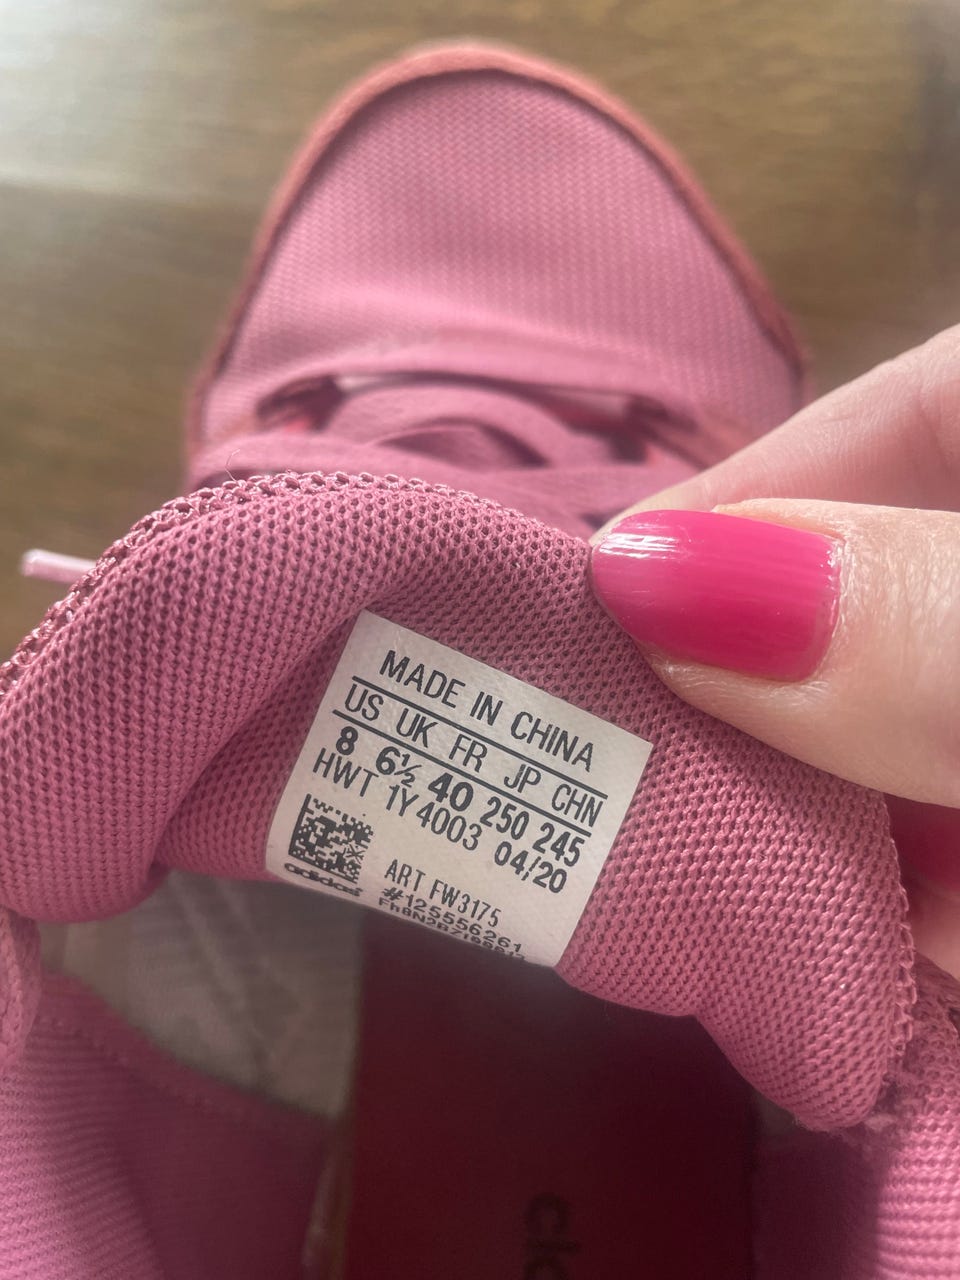 MADE IN CHINA
US UK FR JP CHN
8 6½ 40 250 245
HWT 1Y4003 04/20
adidas
ART FW3175
#125556261